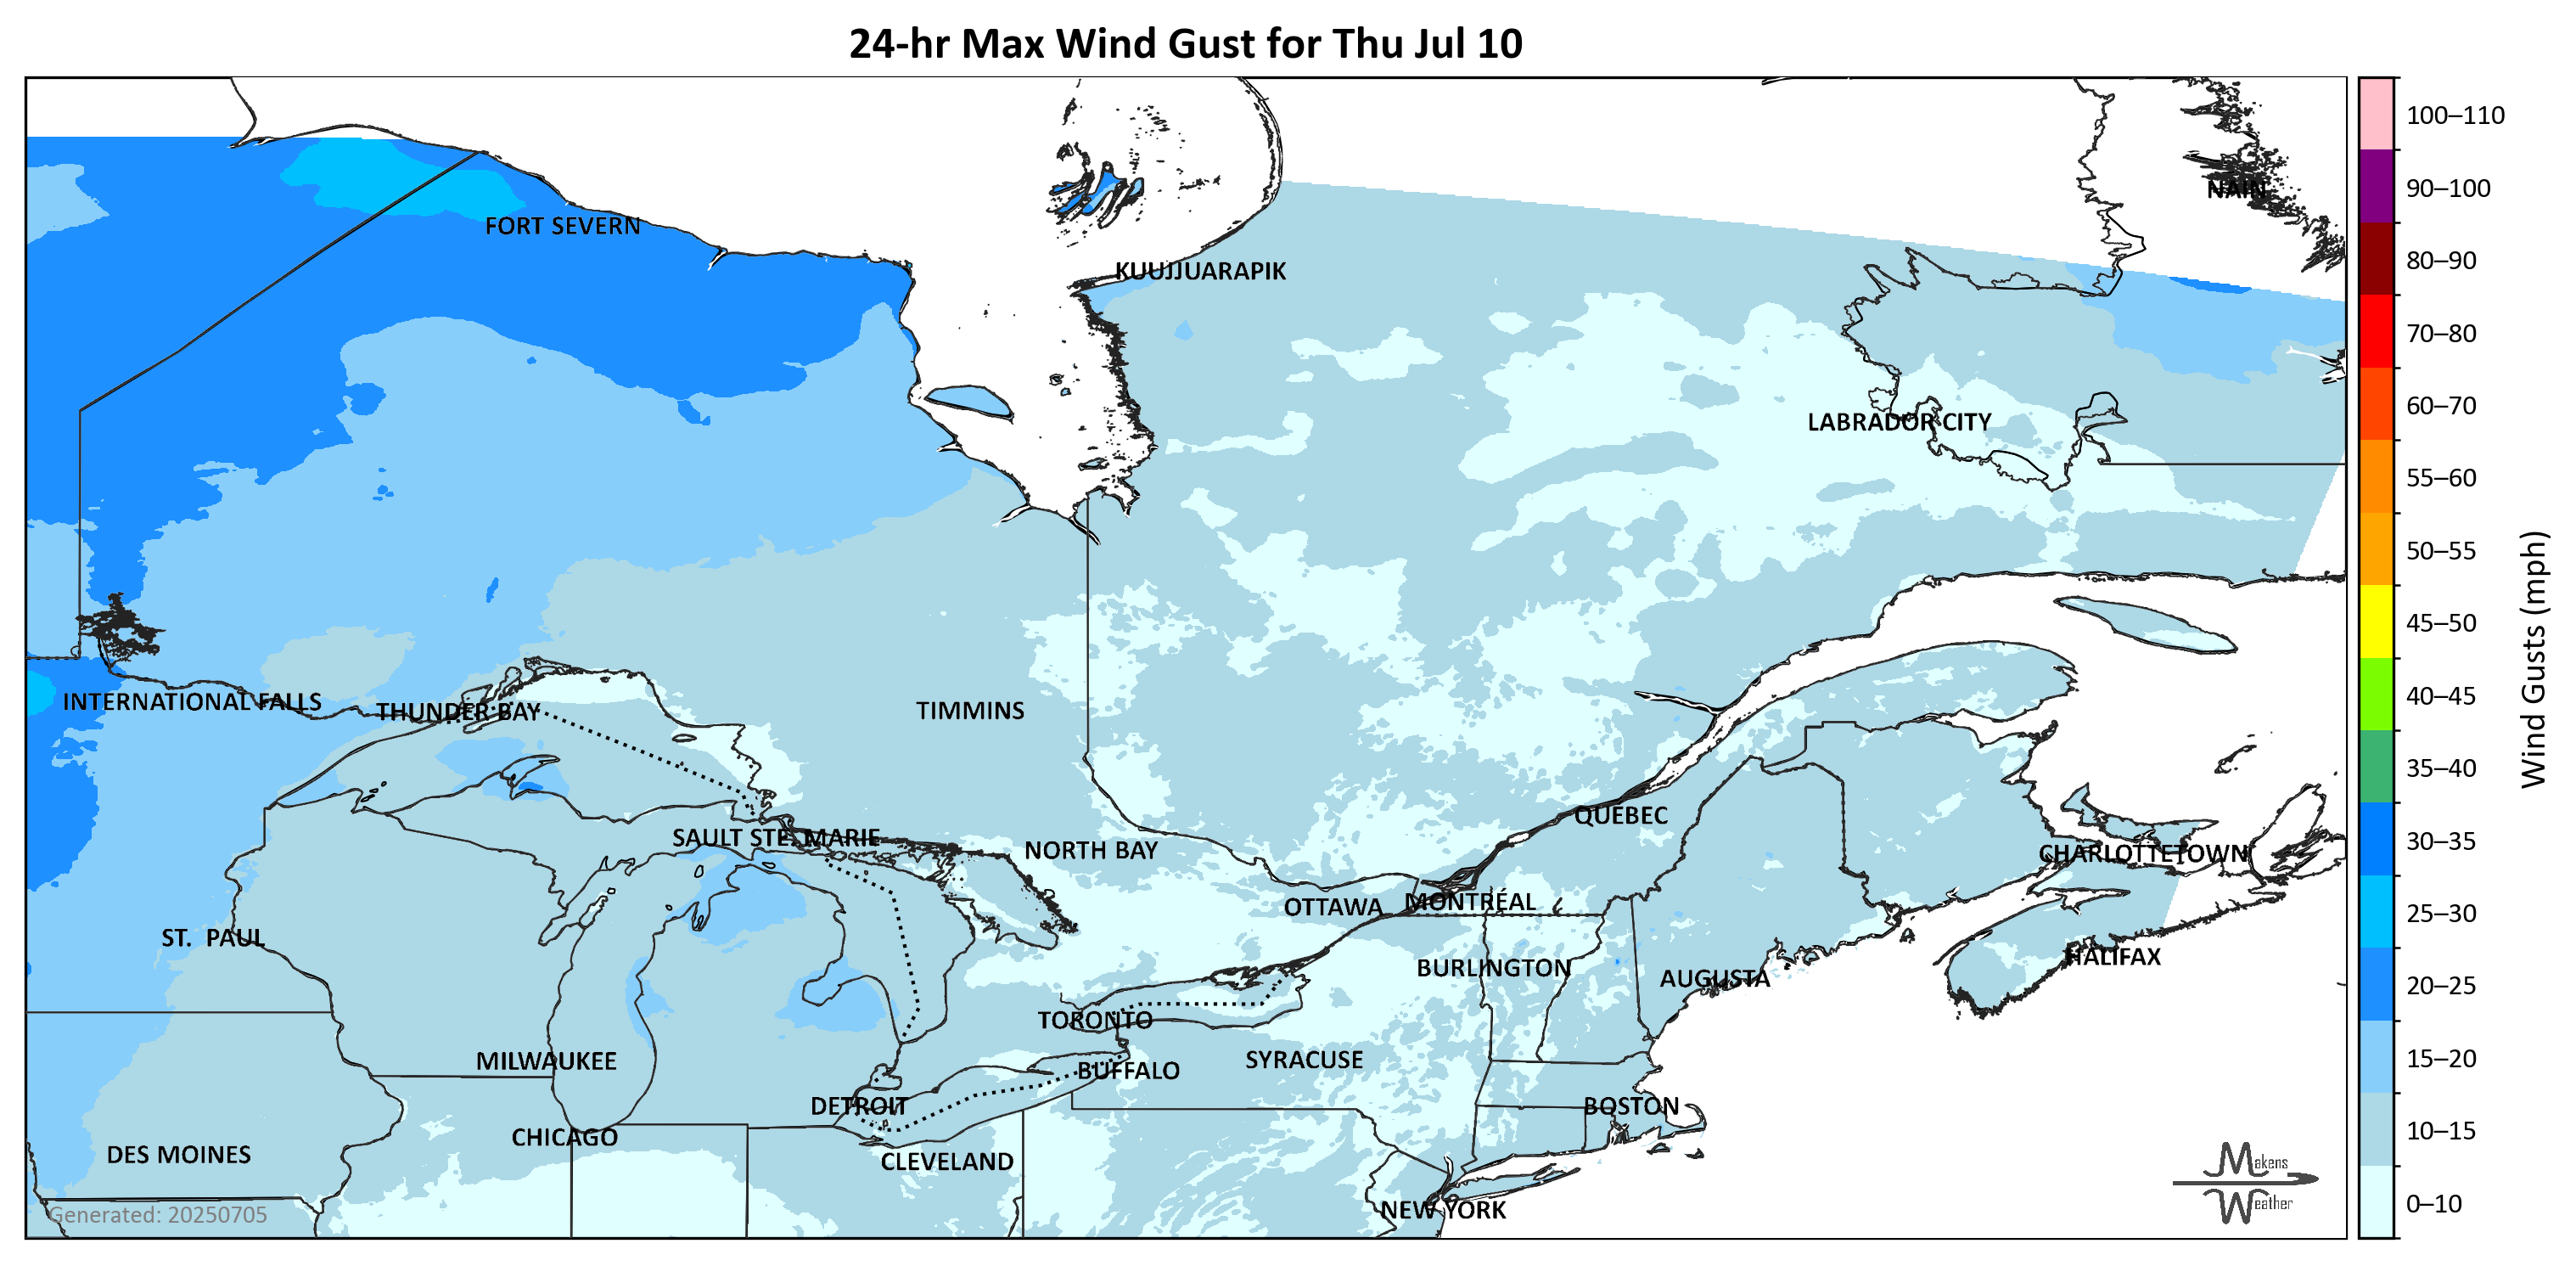 24-hr Max Wind Gust for Thu Jul 10
NAIN
FORT SEVERN
KUUJJUARAPIK
LABRADOR CITY
INTERNATIONAL FALLS
THUNDER BAY
TIMMINS
QUEBEC
SAULT STE. MARIE
NORTH BAY
CHARLOTTETOWN
OTTAWA
MONTRÉAL
ST. PAUL
HALIFAX
BURLINGTON
AUGUSTA
TORONTO
MILWAUKEE
SYRACUSE
BUFFALO
DETROIT
BOSTON
CHICAGO
DES MOINES
CLEVELAND
NEW YORK
Generated: 20250705
Makens
Weather
100–110
90–100
80–90
70–80
60–70
55–60
50–55
45–50
40–45
35–40
30–35
25–30
20–25
15–20
10–15
0–10
Wind Gusts (mph)